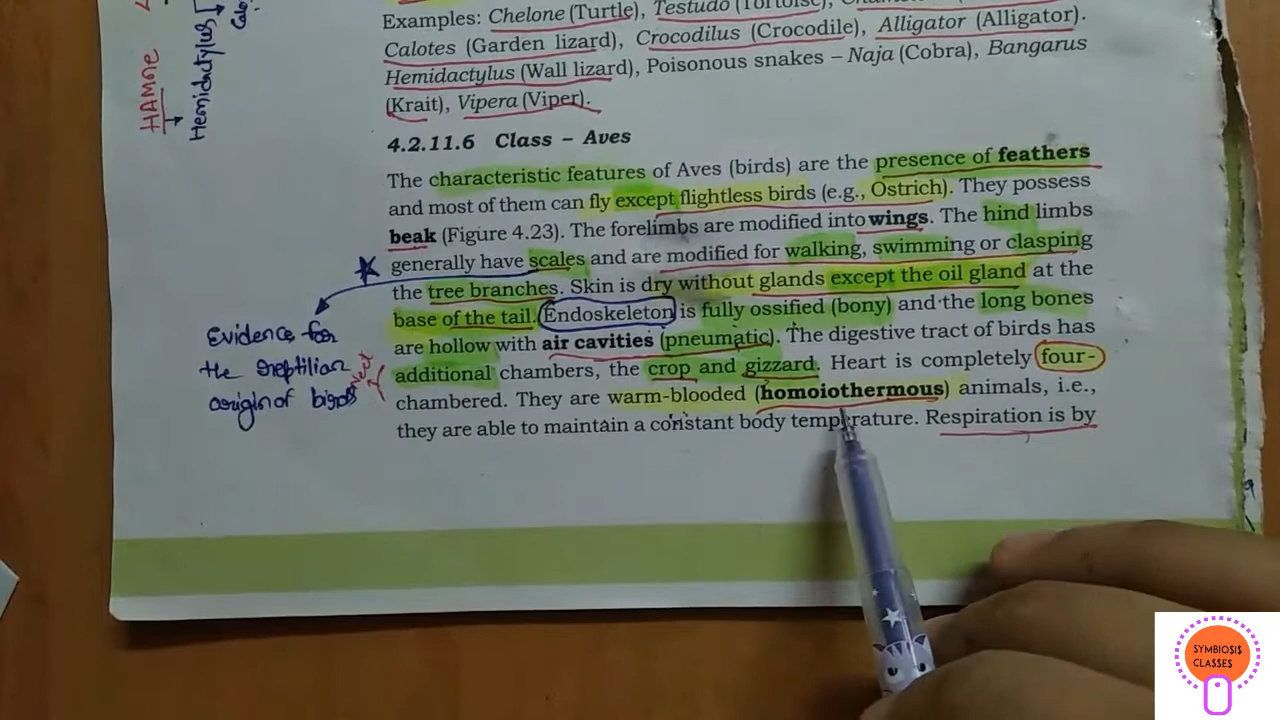 Examples: Chelone (Turtle), Testudo (Tortoise),
Calotes (Garden lizard), Crocodilus (Crocodile), Alligator (Alligator).
Hemidactylus (Wall lizard), Poisonous snakes – Naja (Cobra), Bangarus
(Krait), Vipera (Viper).
4.2.11.6 Class – Aves
The characteristic features of Aves (birds) are the presence of feathers
and most of them can fly except flightless birds (e.g., Ostrich). They possess
beak (Figure 4.23). The forelimbs are modified into wings. The hind limbs
generally have scales and are modified for walking, swimming or clasping
the tree branches. Skin is dry without glands except the oil gland at the
base of the tail. Endoskeleton is fully ossified (bony) and the long bones
are hollow with air cavities (pneumatic). The digestive tract of birds has
additional chambers, the crop and gizzard. Heart is completely four-
chambered. They are warm-blooded (homoiothermous) animals, i.e.,
they are able to maintain a constant body temperature. Respiration is by
HAMNE
Hemidactylus
Evidence for
the reptilian
origin of birds
SYMBIOSIS
CLASSES